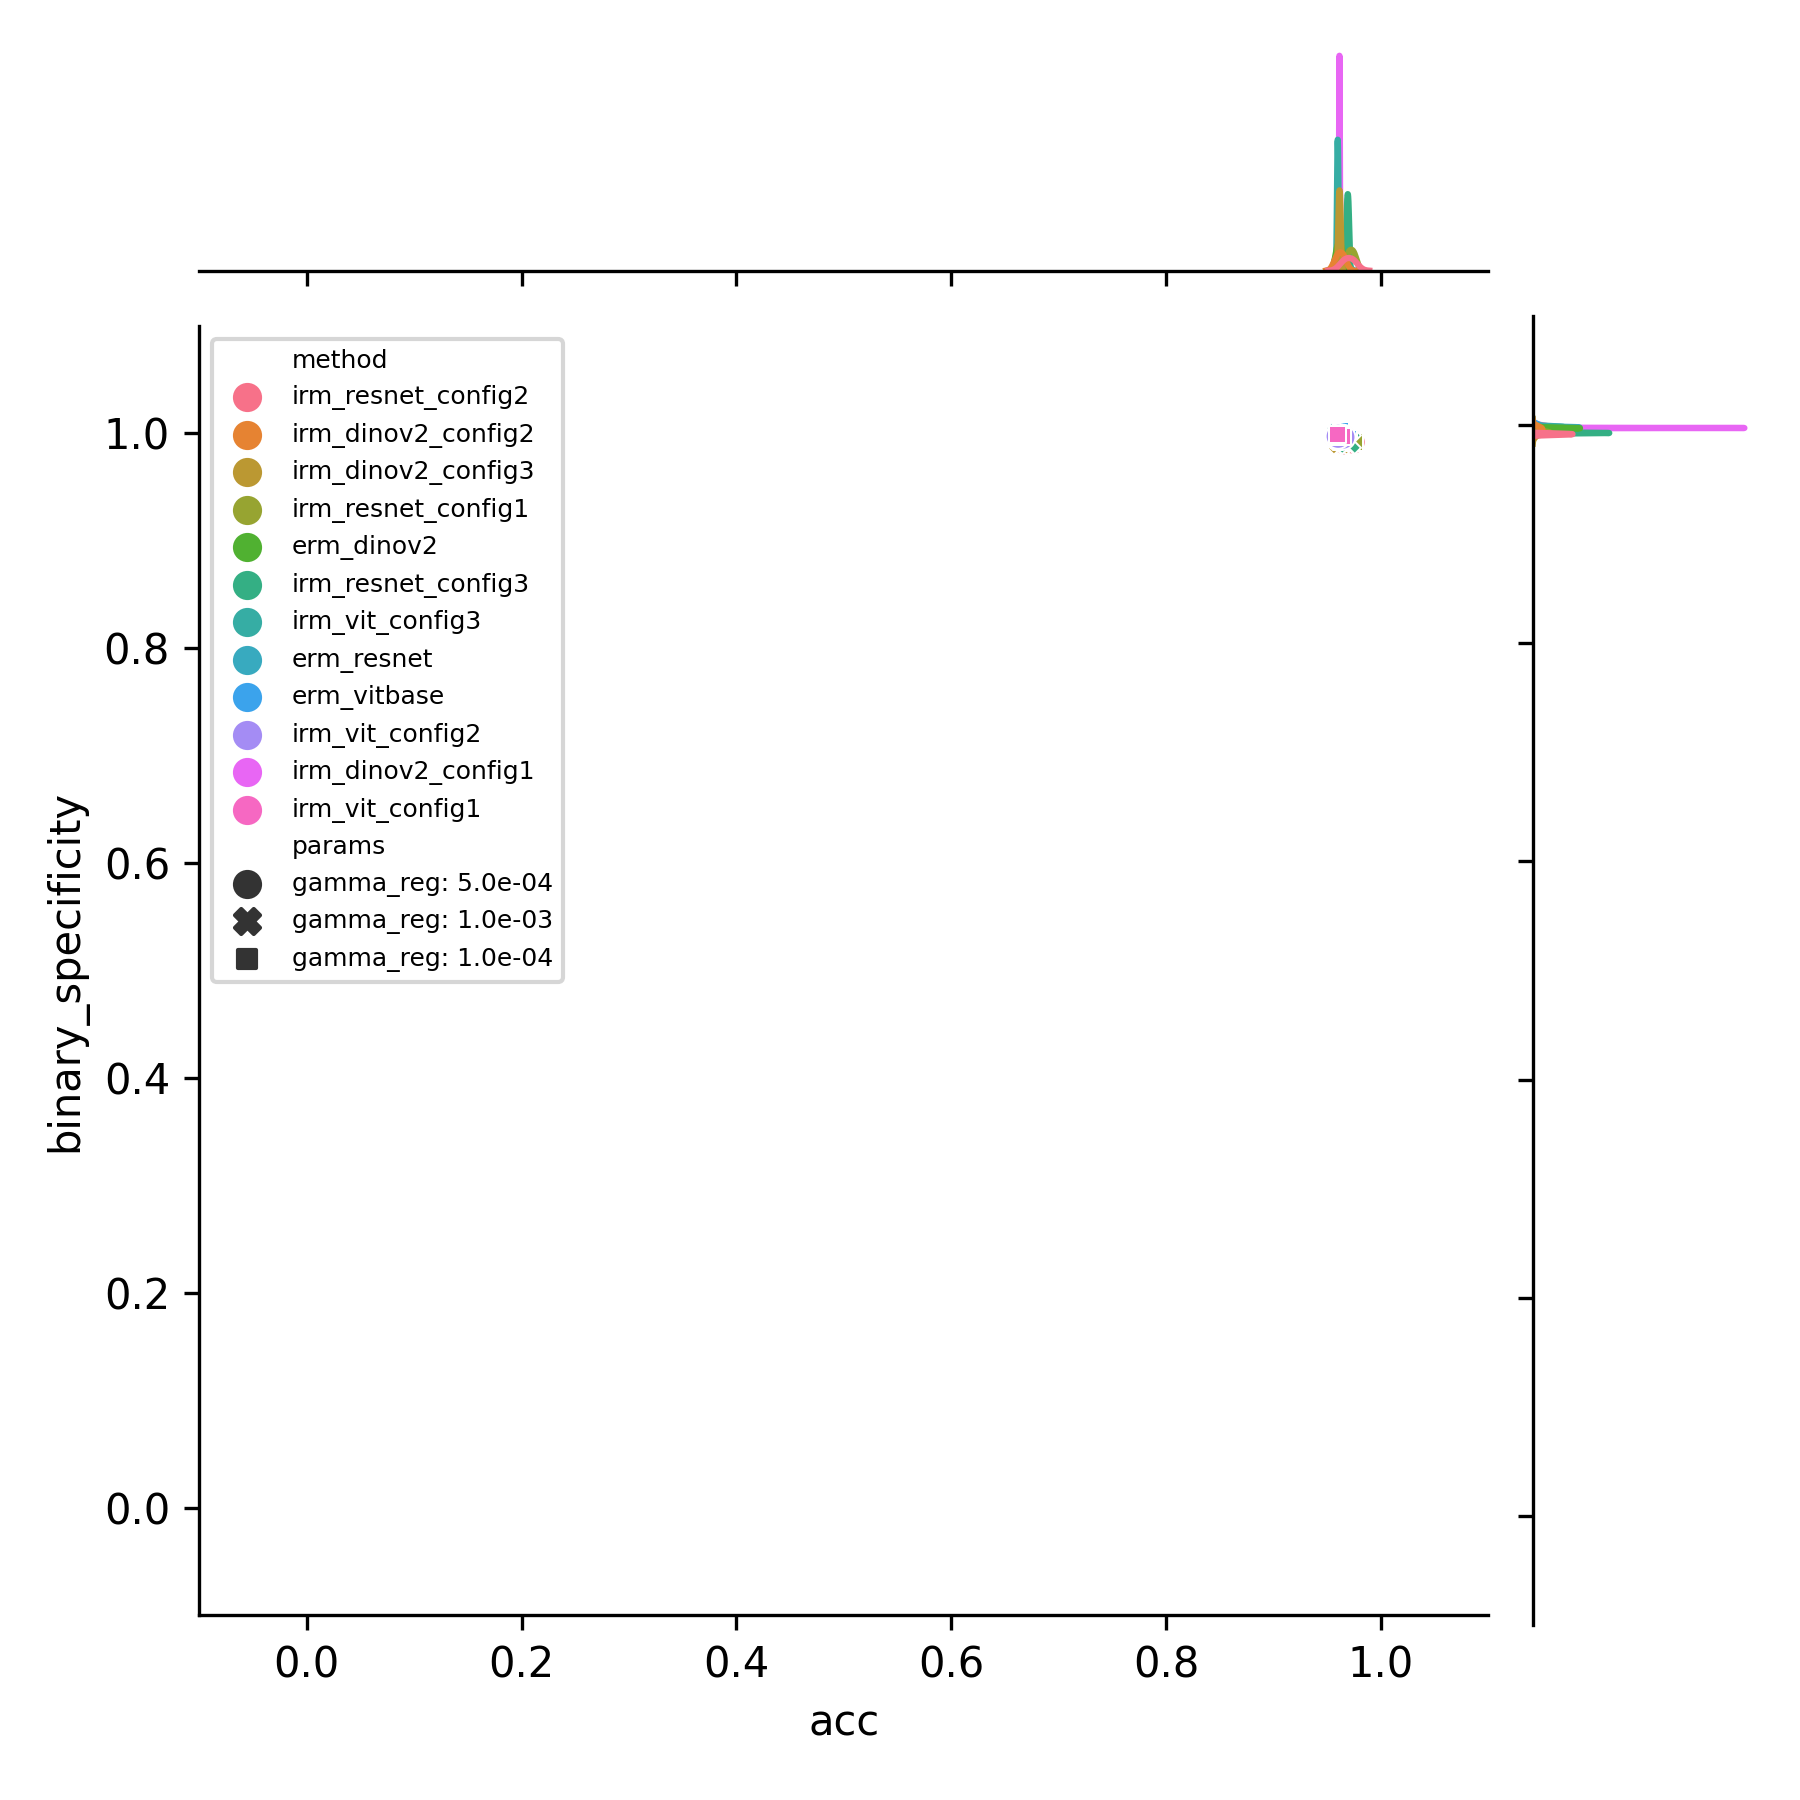 method
irm_resnet_config2
irm_dinov2_config2
irm_dinov2_config3
irm_resnet_config1
erm_dinov2
irm_resnet_config3
irm_vit_config3
erm_resnet
erm_vitbase
irm_vit_config2
irm_dinov2_config1
irm_vit_config1
params
gamma_reg: 5.0e-04
gamma_reg: 1.0e-03
gamma_reg: 1.0e-04
1.0
0.8
0.6
0.4
0.2
0.0
binary_specificity
0.0 0.2 0.4 0.6 0.8 1.0
acc